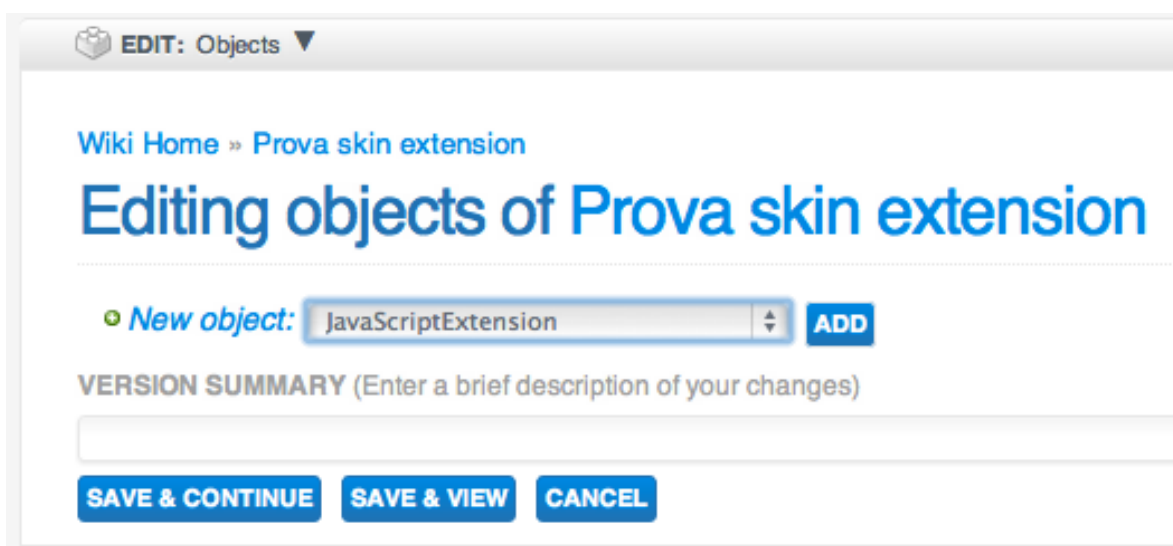 EDIT: Objects ▼
Wiki Home » Prova skin extension
Editing objects of Prova skin extension
New object: JavaScriptExtension ADD
VERSION SUMMARY (Enter a brief description of your changes)
SAVE & CONTINUE SAVE & VIEW CANCEL